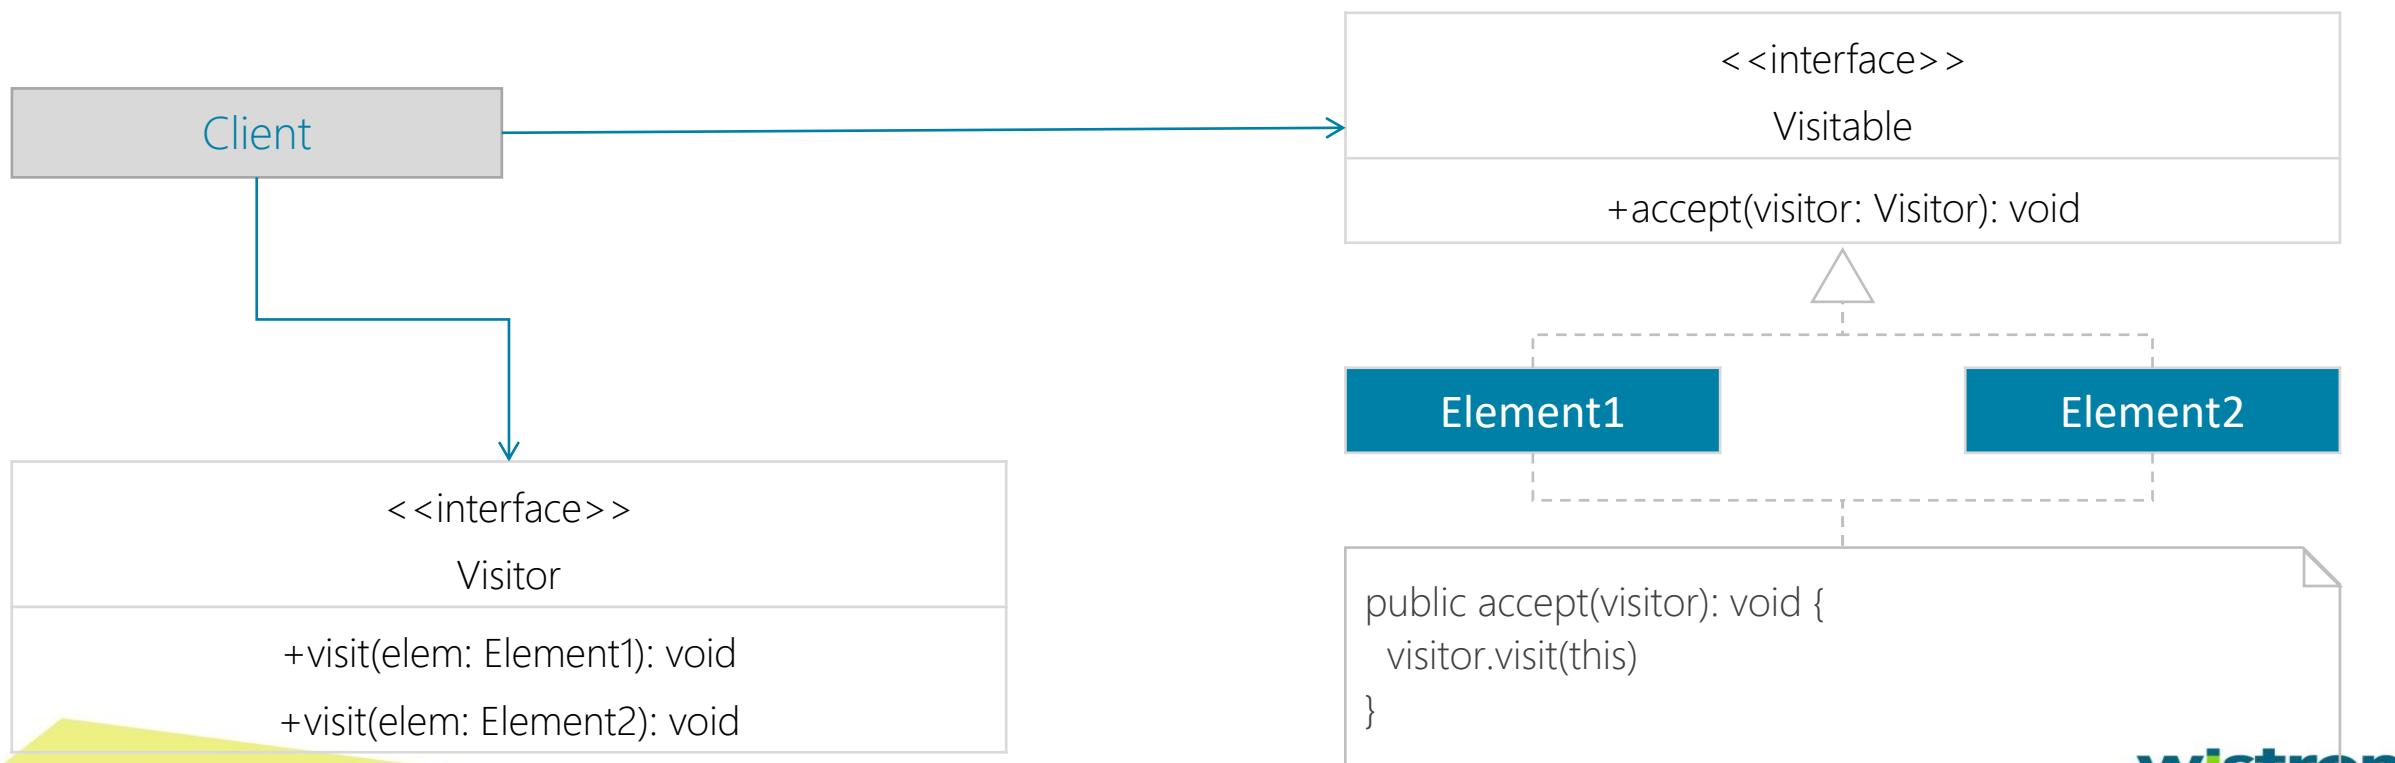 Client
<<interface>>
Visitable
+accept(visitor: Visitor): void
Element1
Element2
<<interface>>
Visitor
+visit(elem: Element1): void
+visit(elem: Element2): void
public accept(visitor): void {
visitor.visit(this)
}